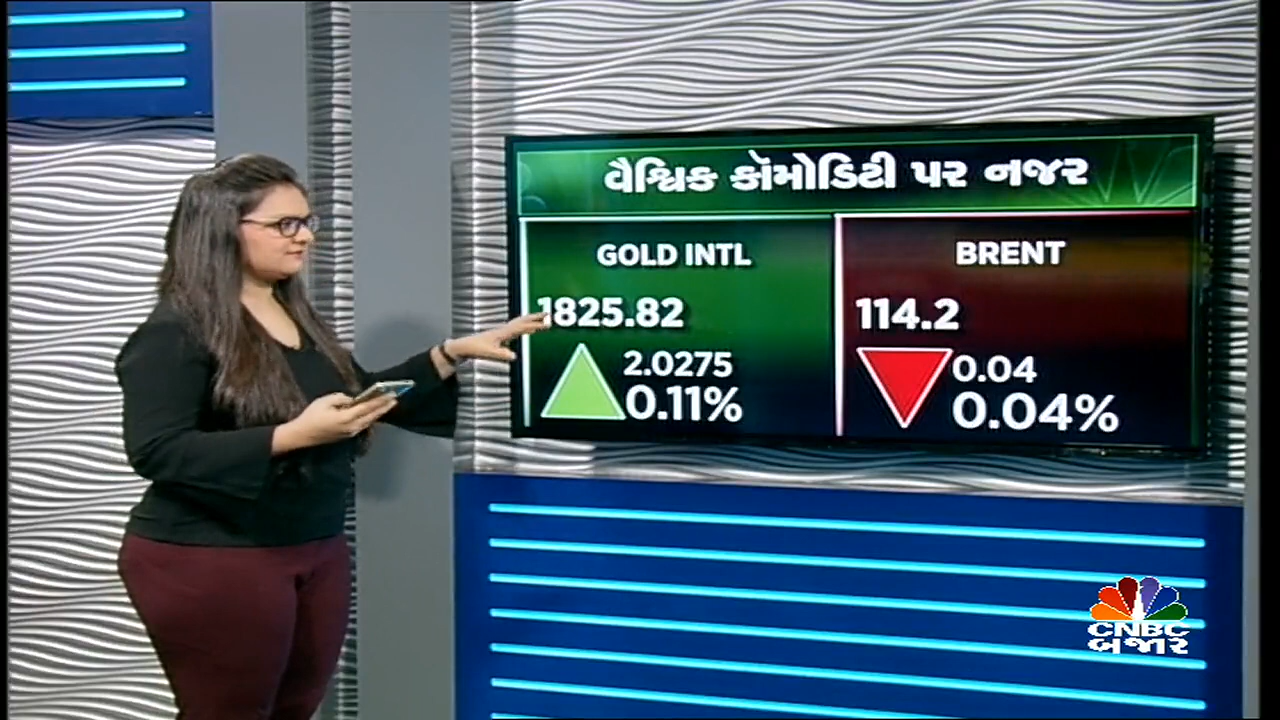 વૈશ્વિક કૉમોડિટી પર નજર
GOLD INTL
1825.82
2.0275
0.11%
BRENT
114.2
0.04
0.04%
CNBC
બજાર